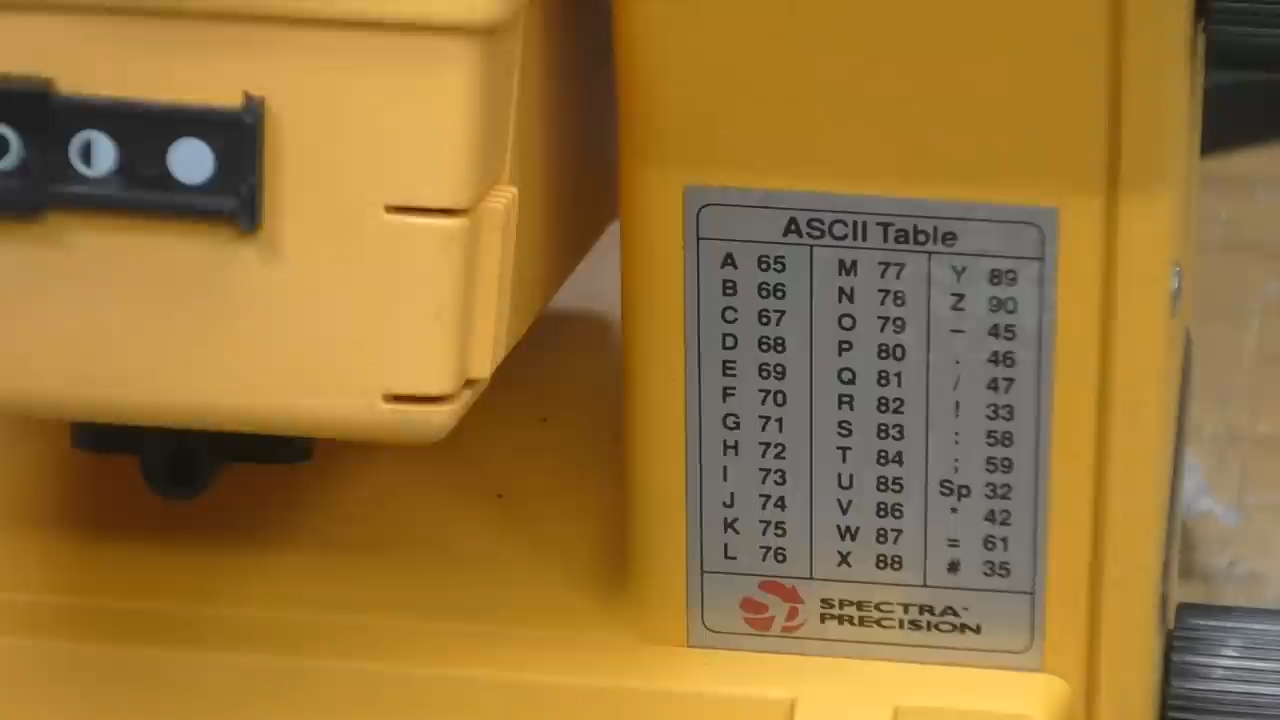 ASCII Table
A 65 M 77 Y 89
B 66 N 78 Z 90
C 67 O 79 – 45
D 68 P 80 . 46
E 69 Q 81 / 47
F 70 R 82 ! 33
G 71 S 83 : 58
H 72 T 84 ; 59
I 73 U 85 Sp 32
J 74 V 86 * 42
K 75 W 87 = 61
L 76 X 88 # 35
SPECTRA
PRECISION